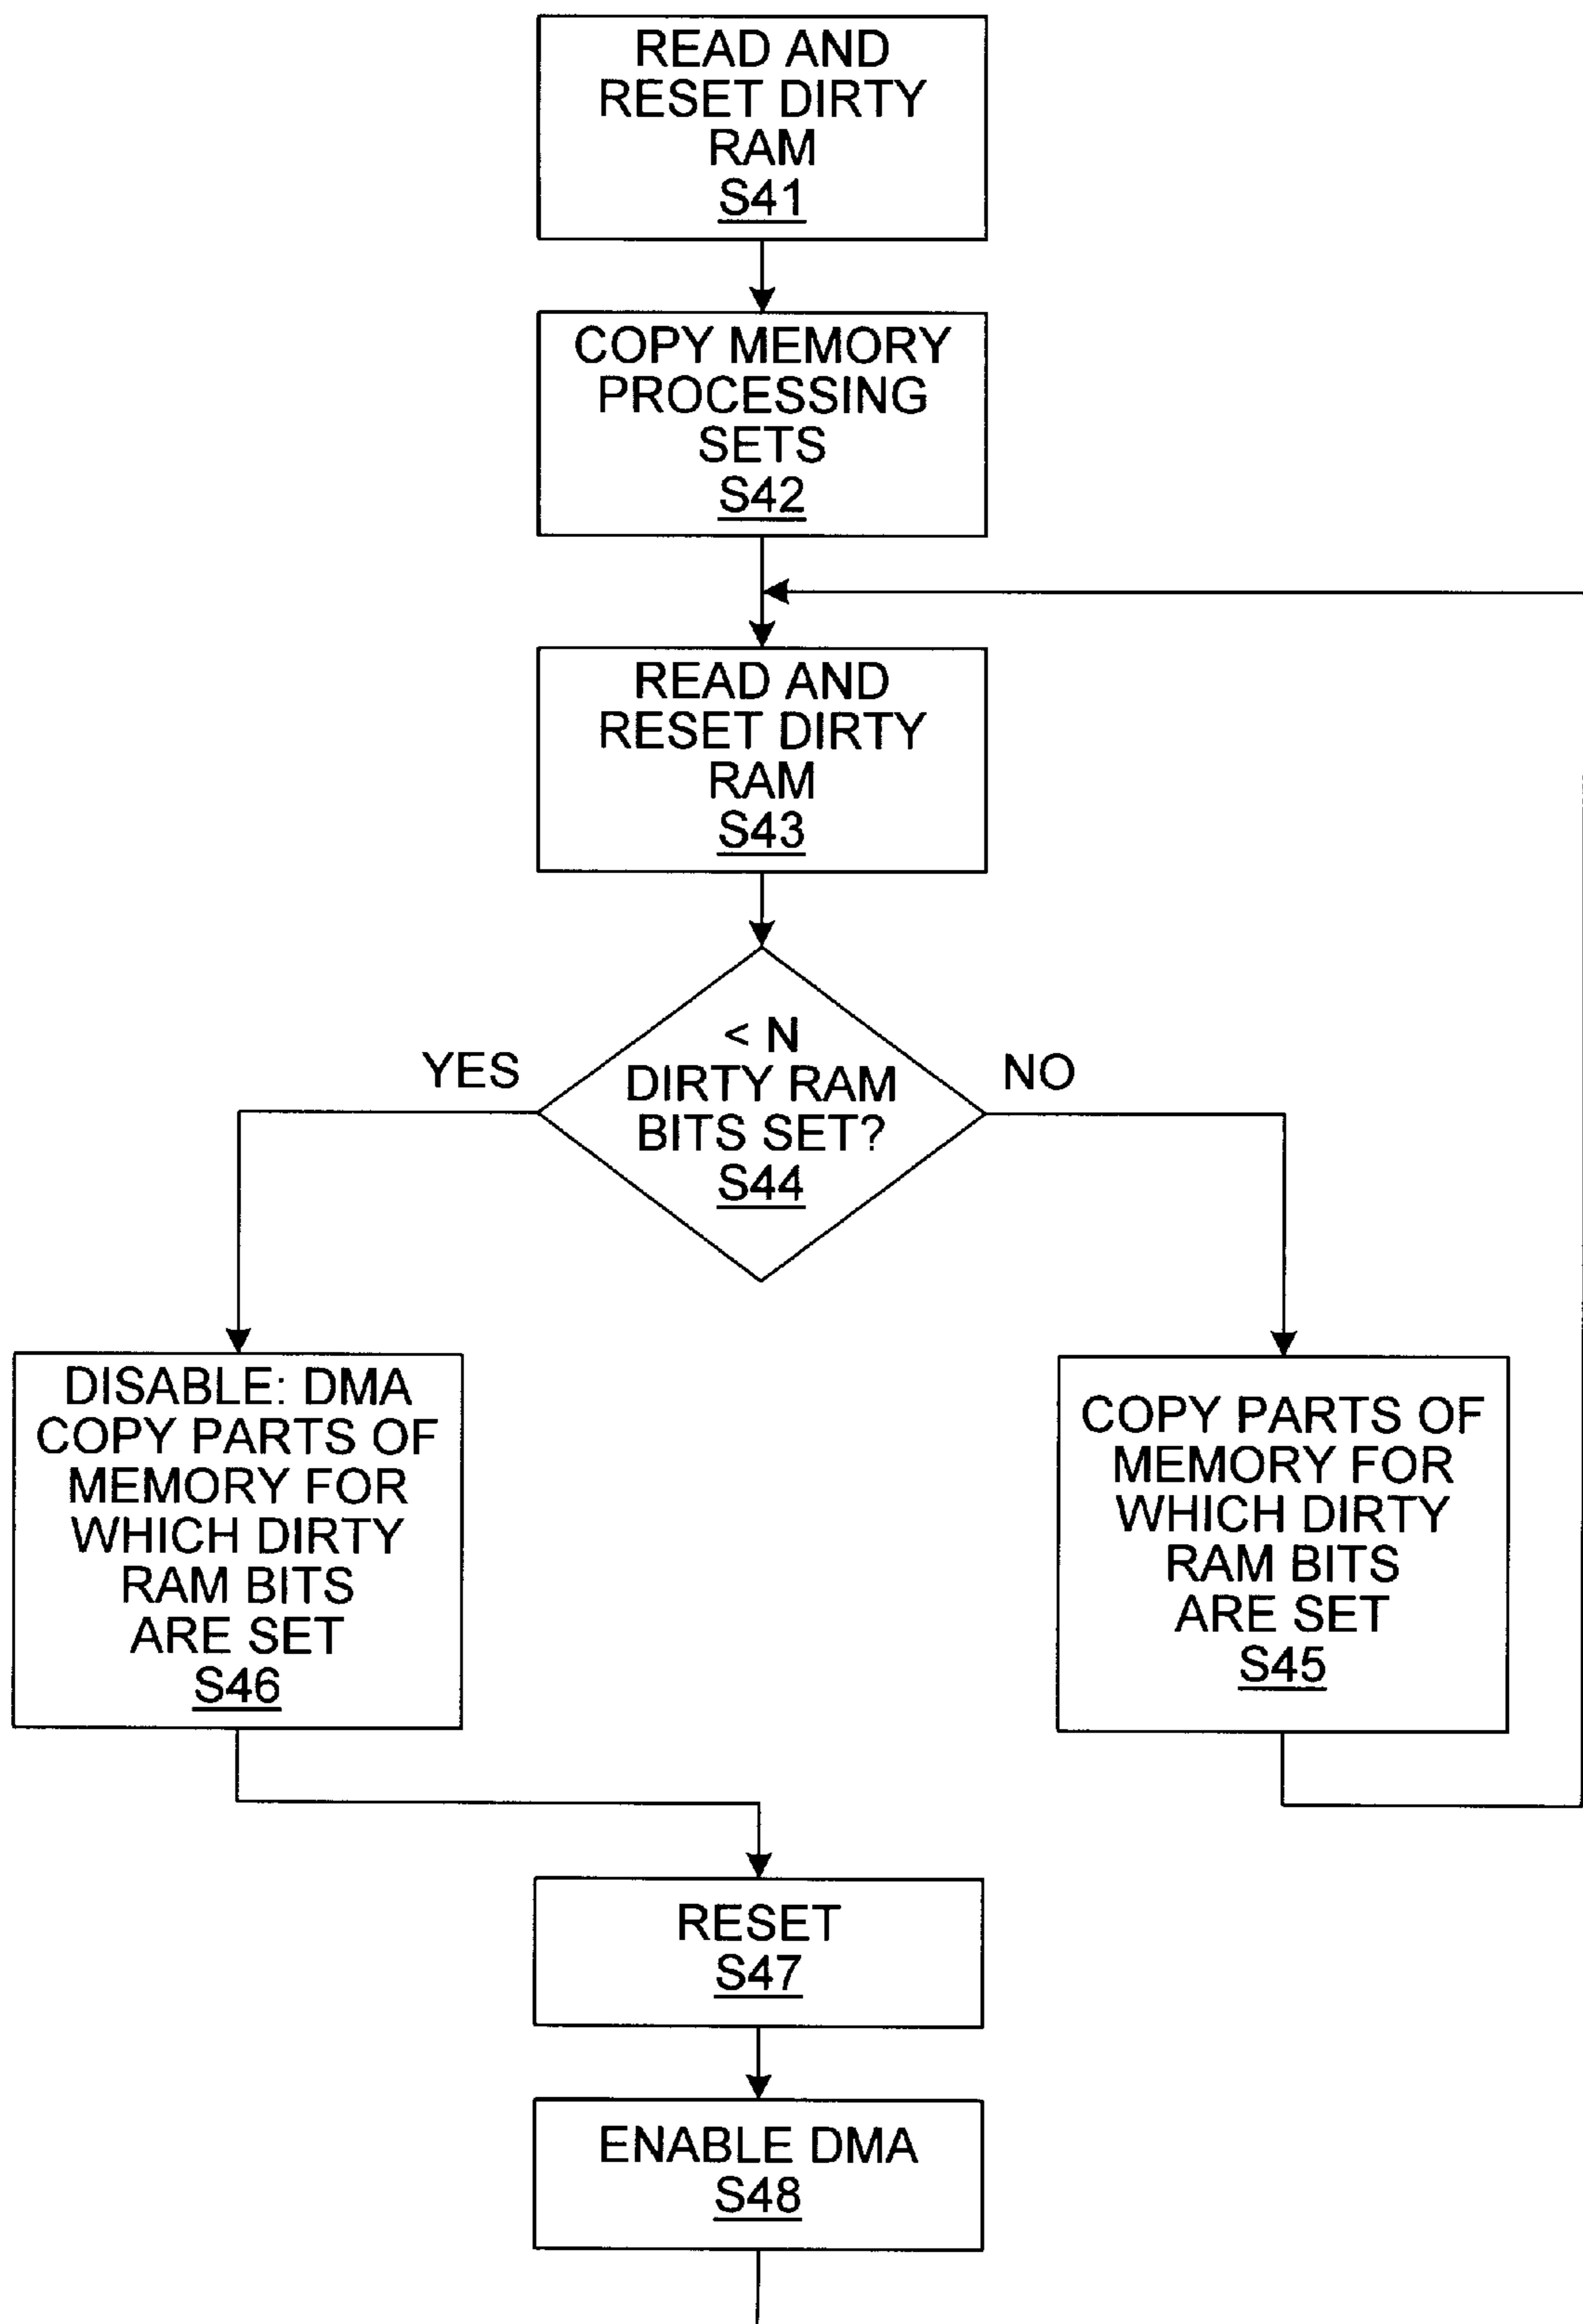 READ AND
RESET DIRTY
RAM
S41
COPY MEMORY
PROCESSING
SETS
S42
READ AND
RESET DIRTY
RAM
S43
< N
DIRTY RAM
BITS SET?
S44
YES
NO
DISABLE: DMA
COPY PARTS OF
MEMORY FOR
WHICH DIRTY
RAM BITS
ARE SET
S46
COPY PARTS OF
MEMORY FOR
WHICH DIRTY
RAM BITS
ARE SET
S45
RESET
S47
ENABLE DMA
S48